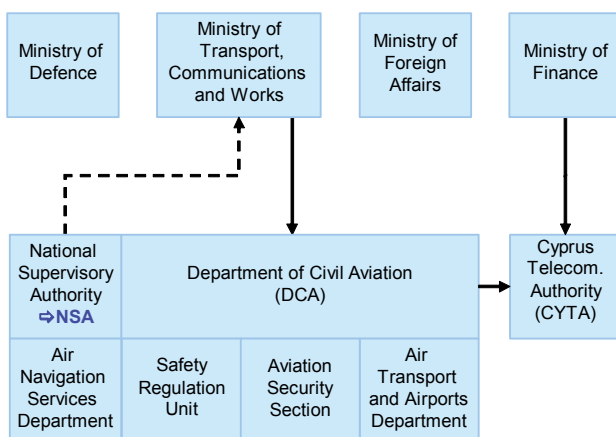 Ministry of
Defence
Ministry of
Transport,
Communications
and Works
Ministry of
Foreign
Affairs
Ministry of
Finance
National
Supervisory
Authority
⇨NSA
Department of Civil Aviation
(DCA)
Cyprus
Telecom.
Authority
(CYTA)
Air
Navigation
Services
Department
Safety
Regulation
Unit
Aviation
Security
Section
Air
Transport
and Airports
Department